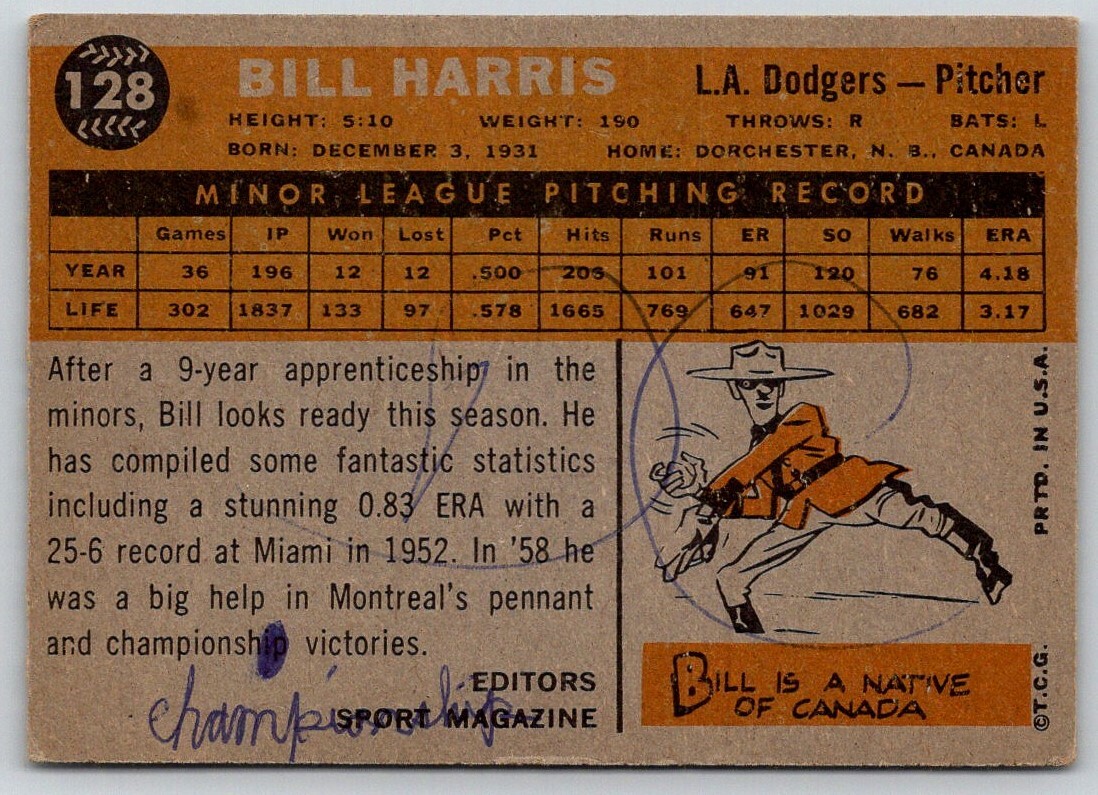 128
BILL HARRIS
L.A. Dodgers — Pitcher
HEIGHT: 5:10 WEIGHT: 190 THROWS: R BATS: L
BORN: DECEMBER 3, 1931 HOME: DORCHESTER, N. B., CANADA
MINOR LEAGUE PITCHING RECORD
Games IP Won Lost Pct Hits Runs ER SO Walks ERA
YEAR 36 196 12 12 .500 206 101 91 120 76 4.18
LIFE 302 1837 133 97 .578 1665 769 647 1029 682 3.17
After a 9-year apprenticeship in the
minors, Bill looks ready this season. He
has compiled some fantastic statistics
including a stunning 0.83 ERA with a
25-6 record at Miami in 1952. In '58 he
was a big help in Montreal's pennant
and championship victories.
EDITORS
SPORT MAGAZINE
championship
BILL IS A NATIVE
OF CANADA
©T.C.G. PRTD. IN U.S.A.